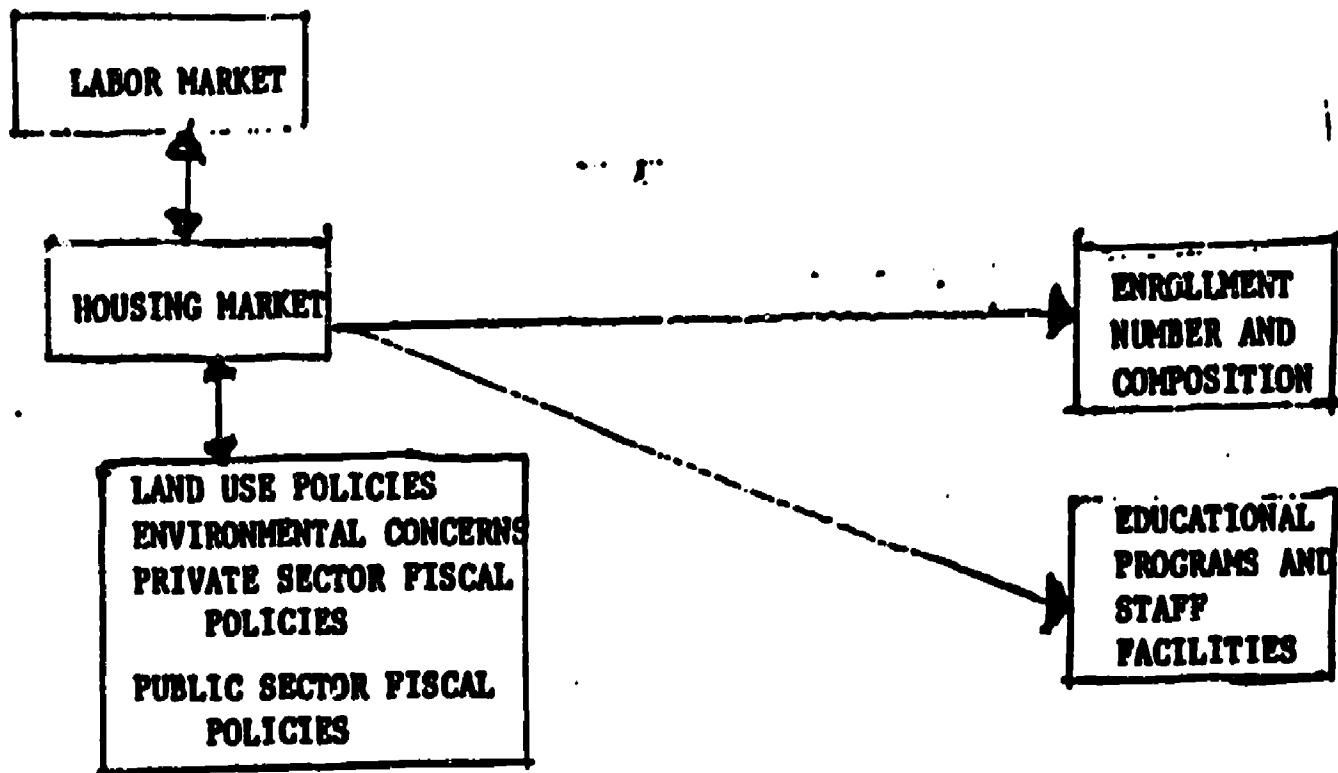 LABOR MARKET
HOUSING MARKET
LAND USE POLICIES
ENVIRONMENTAL CONCERNS
PRIVATE SECTOR FISCAL
POLICIES
PUBLIC SECTOR FISCAL
POLICIES
ENROLLMENT
NUMBER AND
COMPOSITION
EDUCATIONAL
PROGRAMS AND
STAFF
FACILITIES